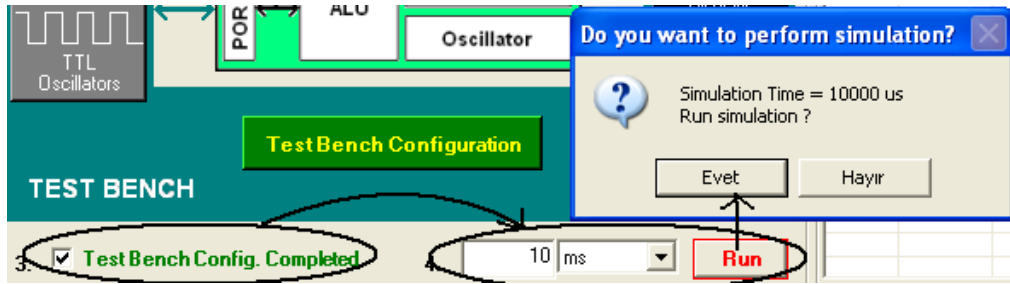 ALU
POR
Oscillator
TTL
Oscillators
Do you want to perform simulation?
Simulation Time = 10000 us
Run simulation ?
Evet
Hayır
Test Bench Configuration
TEST BENCH
3. Test Bench Config. Completed
4. 10 ms Run